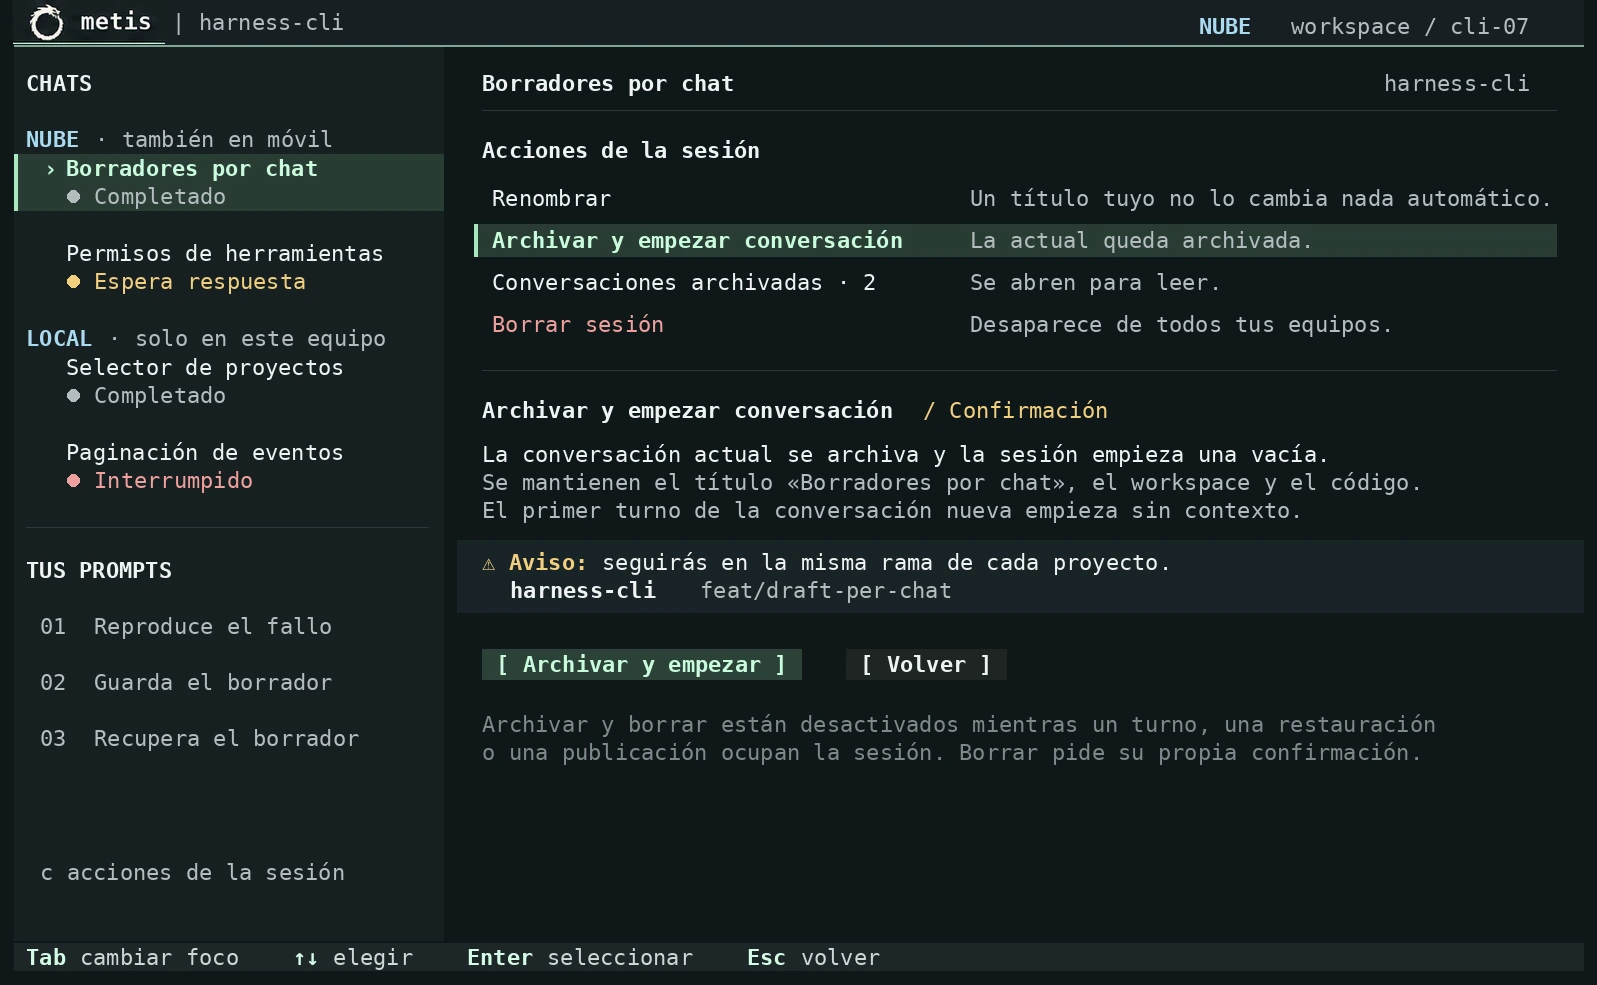 metis | harness-cli
NUBE workspace / cli-07
CHATS
NUBE · también en móvil
› Borradores por chat
● Completado
Permisos de herramientas
● Espera respuesta
LOCAL · solo en este equipo
Selector de proyectos
● Completado
Paginación de eventos
● Interrumpido
TUS PROMPTS
01 Reproduce el fallo
02 Guarda el borrador
03 Recupera el borrador
c acciones de la sesión
Borradores por chat harness-cli
Acciones de la sesión
Renombrar Un título tuyo no lo cambia nada automático.
Archivar y empezar conversación La actual queda archivada.
Conversaciones archivadas · 2 Se abren para leer.
Borrar sesión Desaparece de todos tus equipos.
Archivar y empezar conversación / Confirmación
La conversación actual se archiva y la sesión empieza una vacía.
Se mantienen el título «Borradores por chat», el workspace y el código.
El primer turno de la conversación nueva empieza sin contexto.
⚠ Aviso: seguirás en la misma rama de cada proyecto.
harness-cli feat/draft-per-chat
[ Archivar y empezar ] [ Volver ]
Archivar y borrar están desactivados mientras un turno, una restauración
o una publicación ocupan la sesión. Borrar pide su propia confirmación.
Tab cambiar foco ↑↓ elegir Enter seleccionar Esc volver